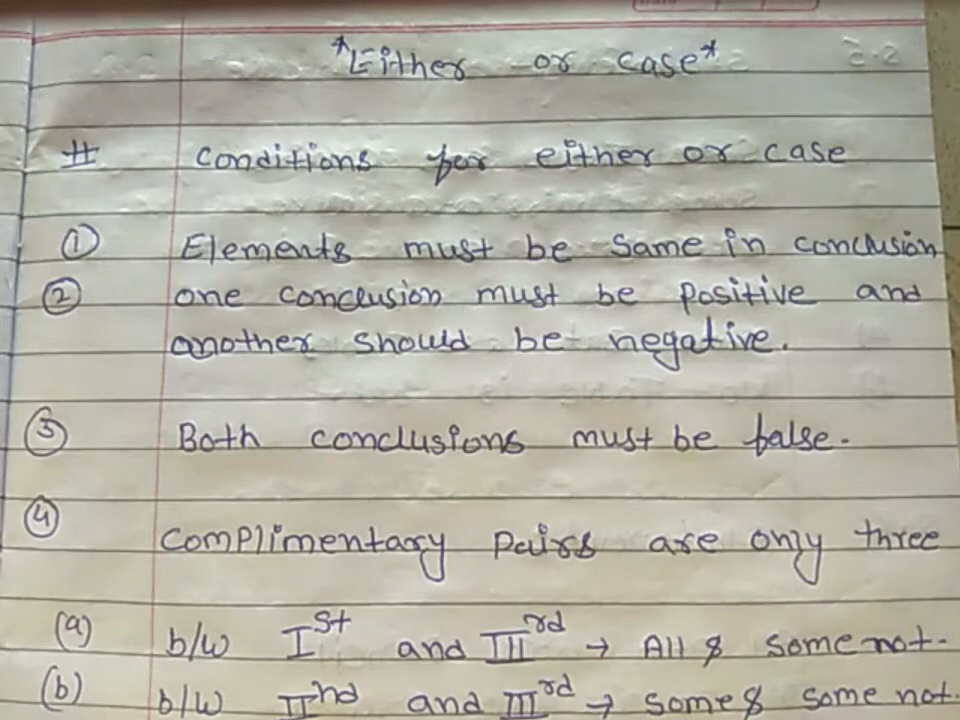 *Either or case*
# Conditions for either or case
① Elements must be same in conclusion
② one conclusion must be positive and
another should be negative.
③ Both conclusions must be false.
④ Complimentary pairs are only three
(a) b/w Ist and IIIrd → All & some not.
(b) b/w IInd and IIIrd → some & some not.